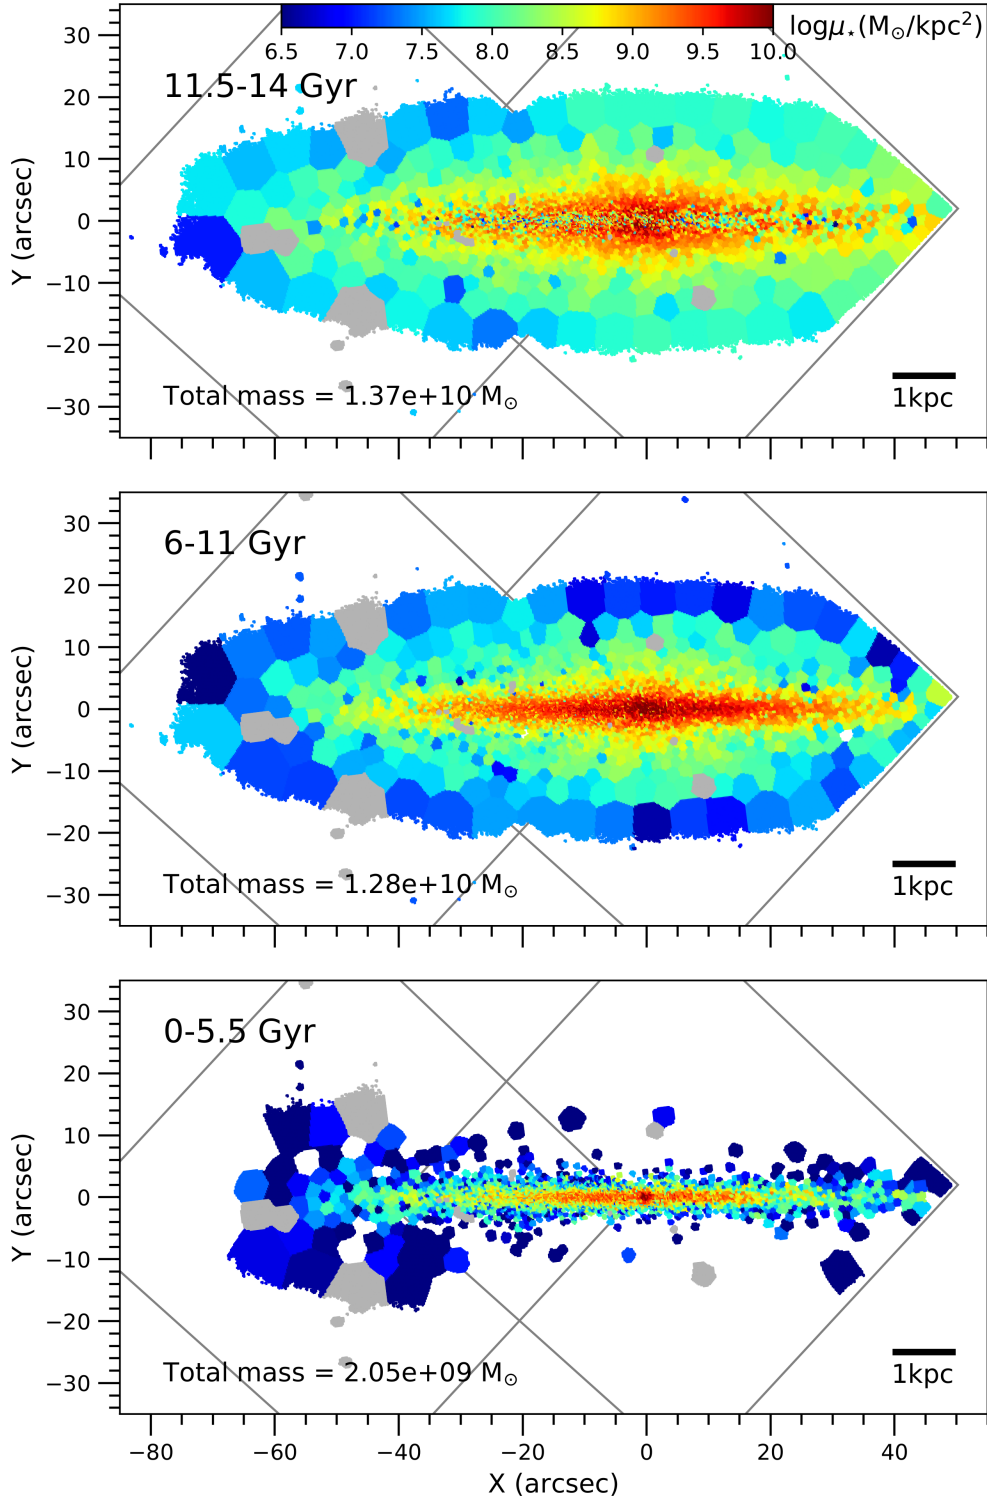 logμ⋆(M⊙/kpc²)
6.5 7.0 7.5 8.0 8.5 9.0 9.5 10.0
11.5-14 Gyr
30
20
10
0
−10
−20
−30
Y (arcsec)
Total mass = 1.37e+10 M⊙
1kpc
6-11 Gyr
30
20
10
0
−10
−20
−30
Y (arcsec)
Total mass = 1.28e+10 M⊙
1kpc
0-5.5 Gyr
30
20
10
0
−10
−20
−30
Y (arcsec)
Total mass = 2.05e+09 M⊙
1kpc
−80 −60 −40 −20 0 20 40
X (arcsec)